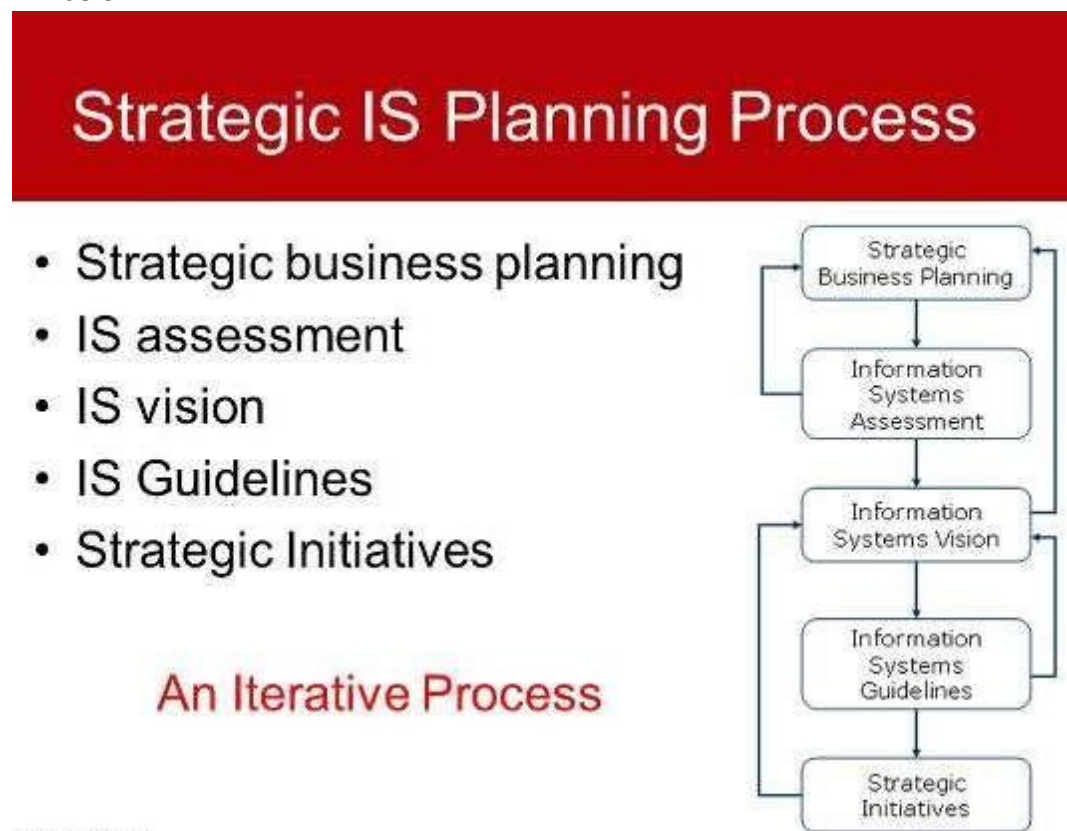 Strategic IS Planning Process
• Strategic business planning
• IS assessment
• IS vision
• IS Guidelines
• Strategic Initiatives
An Iterative Process
Strategic
Business Planning
Information
Systems
Assessment
Information
Systems Vision
Information
Systems
Guidelines
Strategic
Initiatives